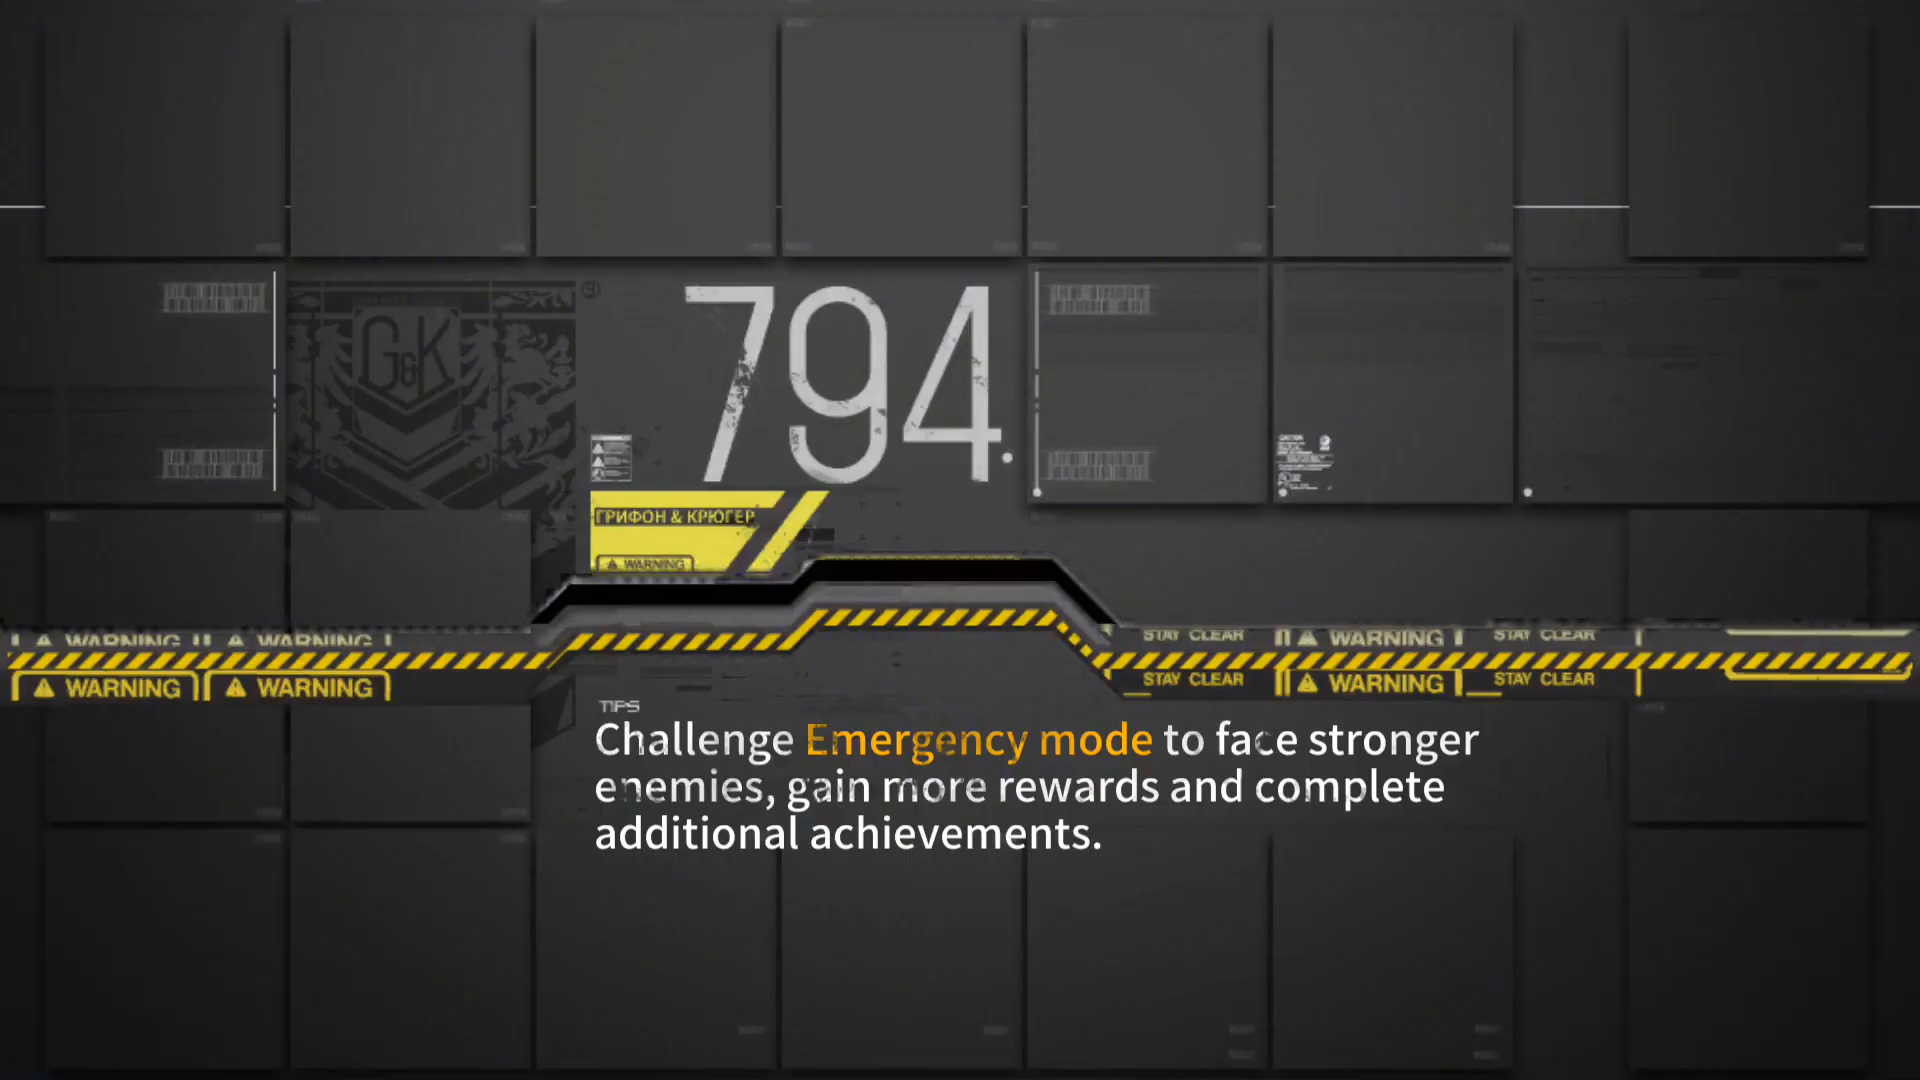 G&K
794.
ГРИФОН & КРЮГЕР
WARNING
WARNING WARNING
STAY CLEAR WARNING STAY CLEAR
WARNING WARNING
STAY CLEAR WARNING STAY CLEAR
TIPS
Challenge Emergency mode to face stronger
enemies, gain more rewards and complete
additional achievements.